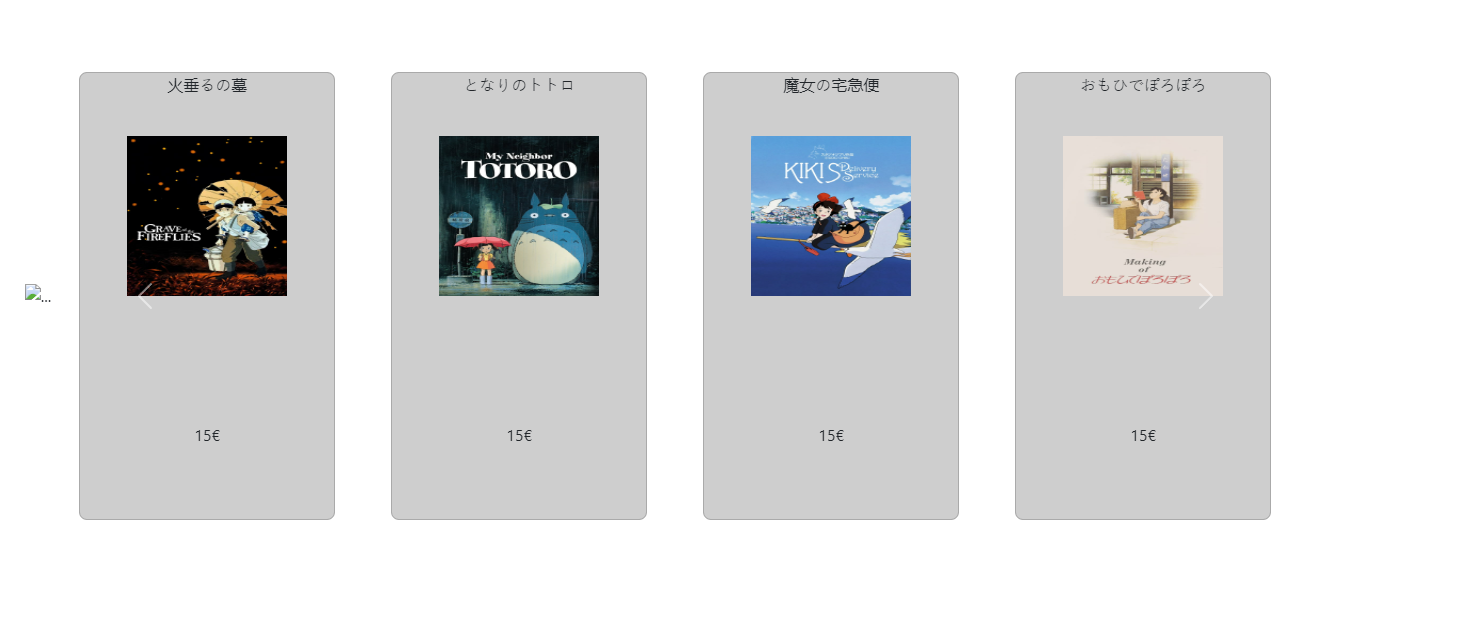 火垂るの墓
となりのトトロ
魔女の宅急便
おもひでぽろぽろ
GRAVE of the
FIREFLIES
My Neighbor
TOTORO
KIKI'S Delivery
Service
Making
of
おもひでぽろぽろ
...
15€
15€
15€
15€